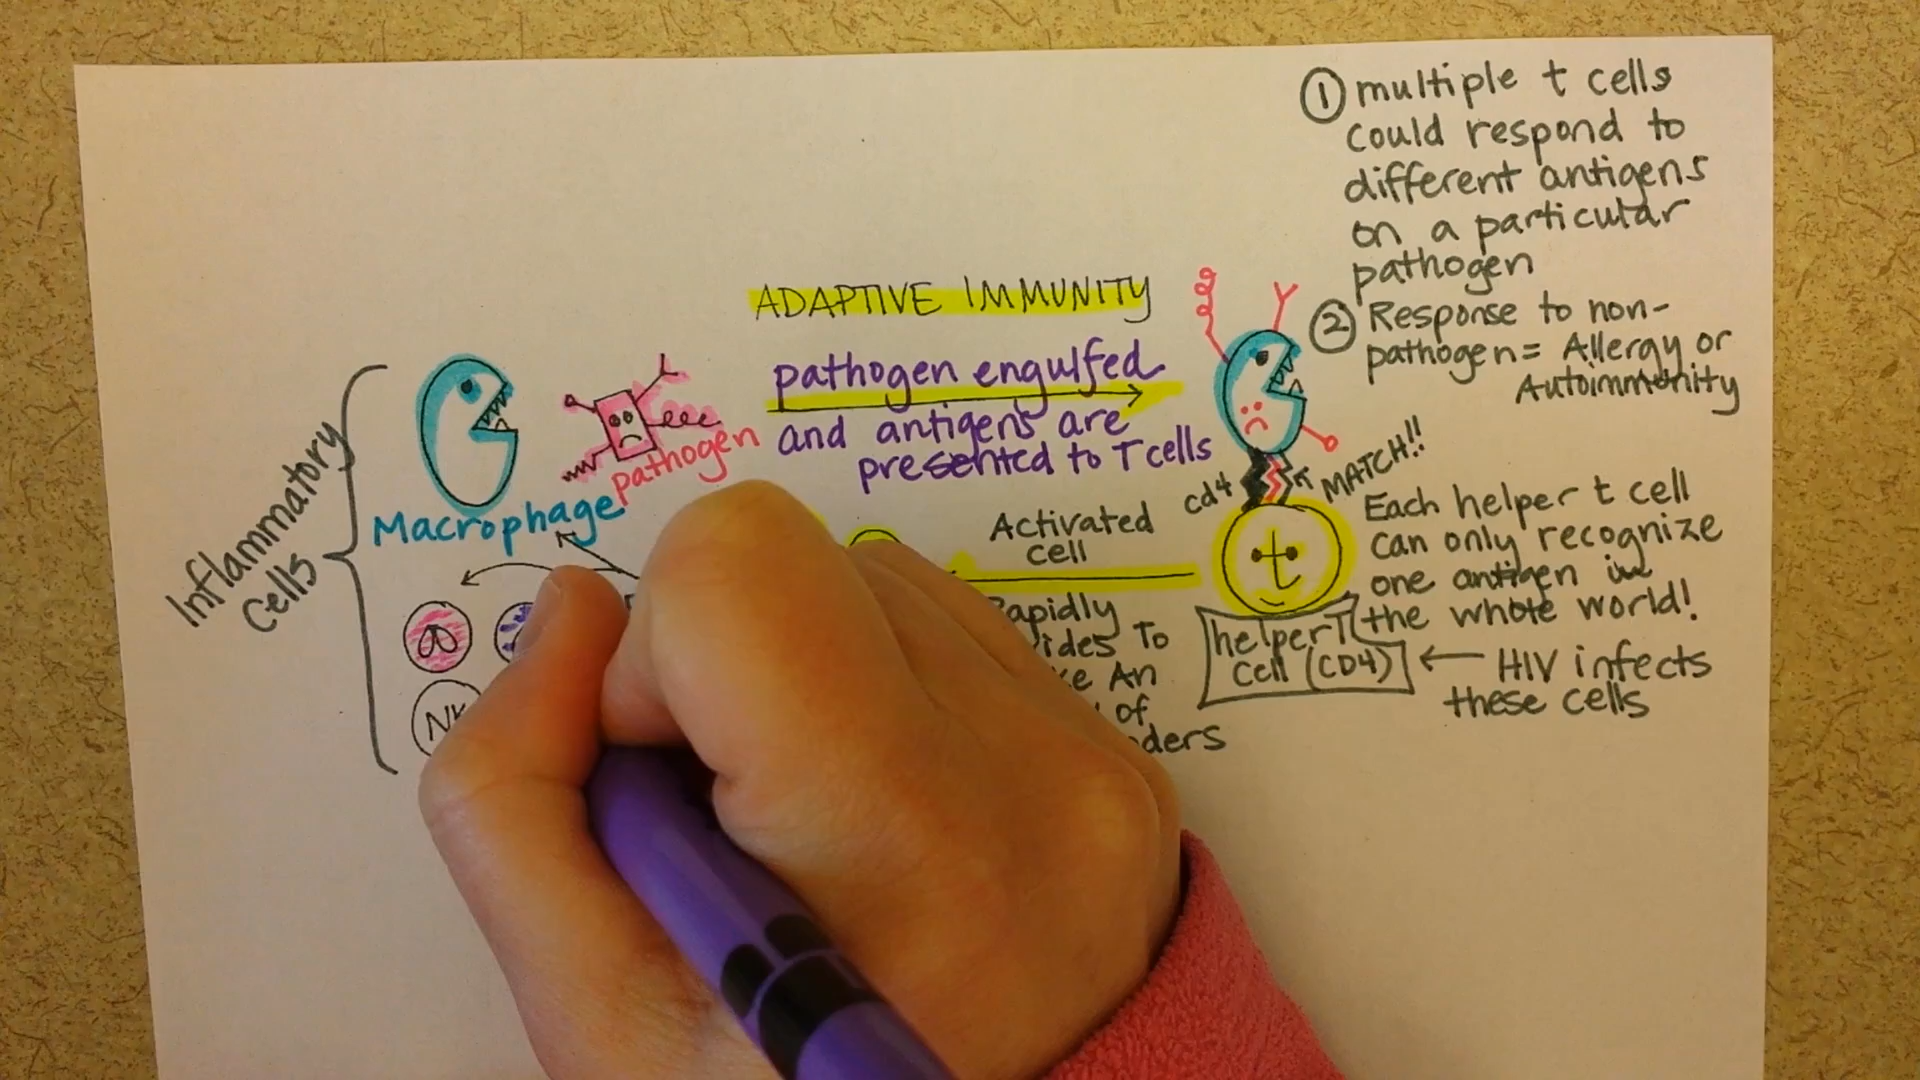 ① multiple t cells
could respond to
different antigens
on a particular
pathogen
② Response to non-
pathogen = Allergy or
Autoimmunity
ADAPTIVE IMMUNITY
pathogen engulfed
and antigens are
presented to T cells
Inflammatory
cells
Macrophage
pathogen
cd4
MATCH!!
Activated
cell
Each helper t cell
can only recognize
one antigen in
the whole world!
t
helper T
cell (CD4)
← HIV infects
these cells
To
An
of
NK